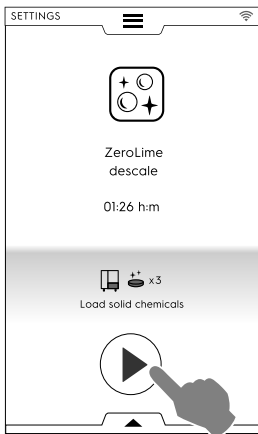 SETTINGS
ZeroLime
descale
01:26 h:m
x3
Load solid chemicals